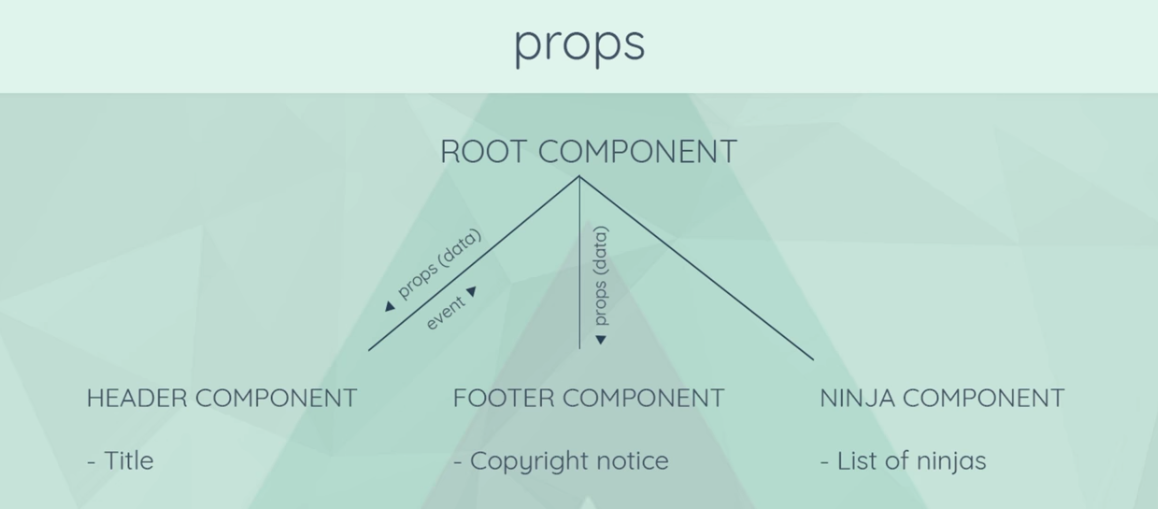 props
ROOT COMPONENT
◀ props (data)
event ▶
◀ props (data)
HEADER COMPONENT
FOOTER COMPONENT
NINJA COMPONENT
- Title
- Copyright notice
- List of ninjas